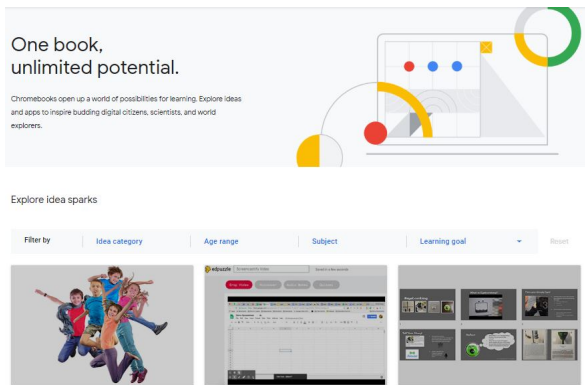 One book,
unlimited potential.
Chromebooks open up a world of possibilities for learning. Explore ideas
and apps to inspire budding digital citizens, scientists, and world
explorers.
Explore idea sparks
Filter by Idea category Age range Subject Learning goal Reset
edpuzzle